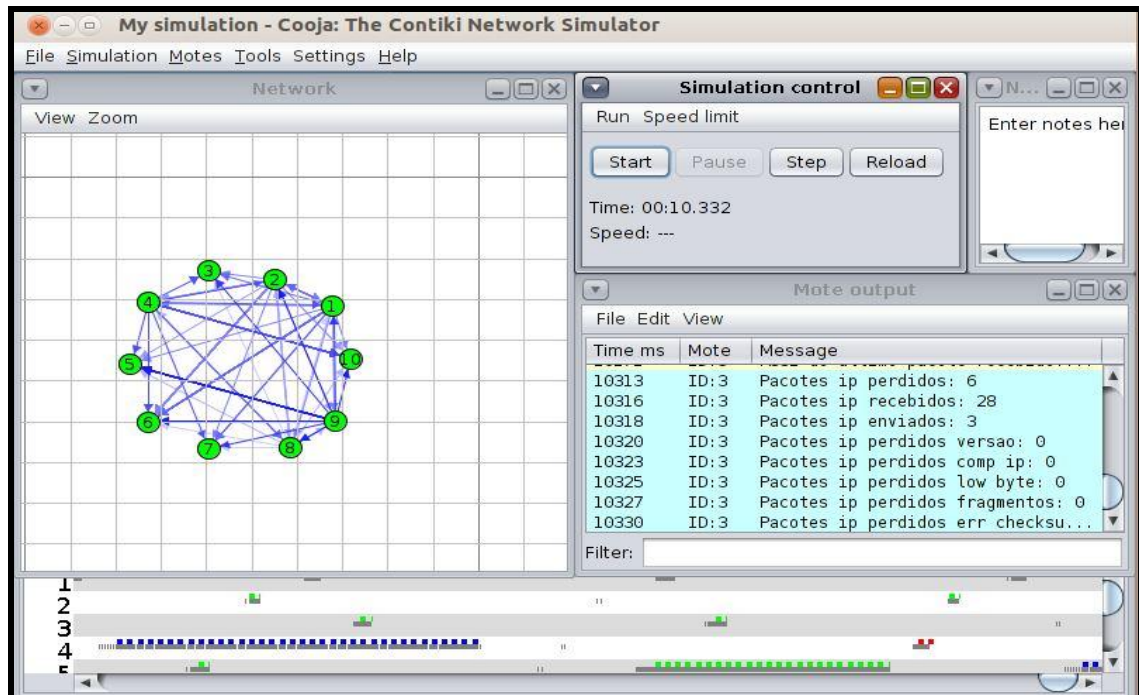 My simulation - Cooja: The Contiki Network Simulator
File Simulation Motes Tools Settings Help
Network
View Zoom
3
2
4
1
10
5
6
9
7
8
Simulation control
Run Speed limit
Start Pause Step Reload
Time: 00:10.332
Speed: ---
N...
Enter notes her
Mote output
File Edit View
Time ms Mote Message
10313 ID:3 Pacotes ip perdidos: 6
10316 ID:3 Pacotes ip recebidos: 28
10318 ID:3 Pacotes ip enviados: 3
10320 ID:3 Pacotes ip perdidos versao: 0
10323 ID:3 Pacotes ip perdidos comp ip: 0
10325 ID:3 Pacotes ip perdidos low byte: 0
10327 ID:3 Pacotes ip perdidos fragmentos: 0
10330 ID:3 Pacotes ip perdidos err checksu...
Filter:
1
2
3
4
5